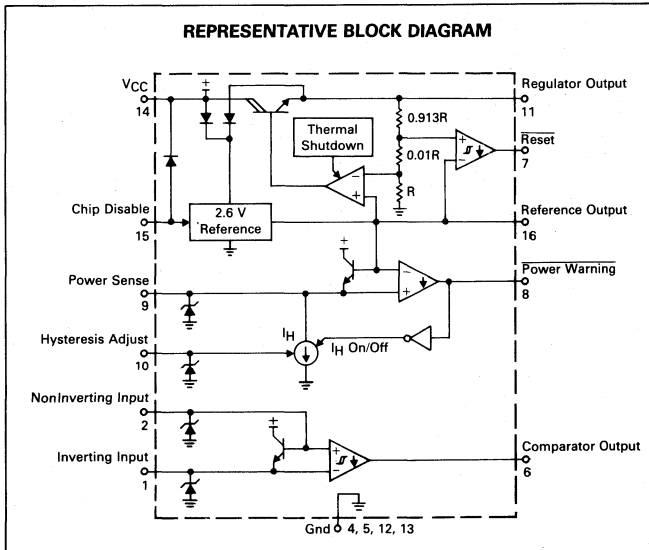 REPRESENTATIVE BLOCK DIAGRAM
VCC
14
Regulator Output
11
0.913R
Thermal
Shutdown
0.01R
R
Reset
7
Chip Disable
15
2.6 V
Reference
Reference Output
16
Power Sense
9
Power Warning
8
Hysteresis Adjust
10
IH
IH On/Off
NonInverting Input
2
Inverting Input
1
Comparator Output
6
Gnd 4, 5, 12, 13